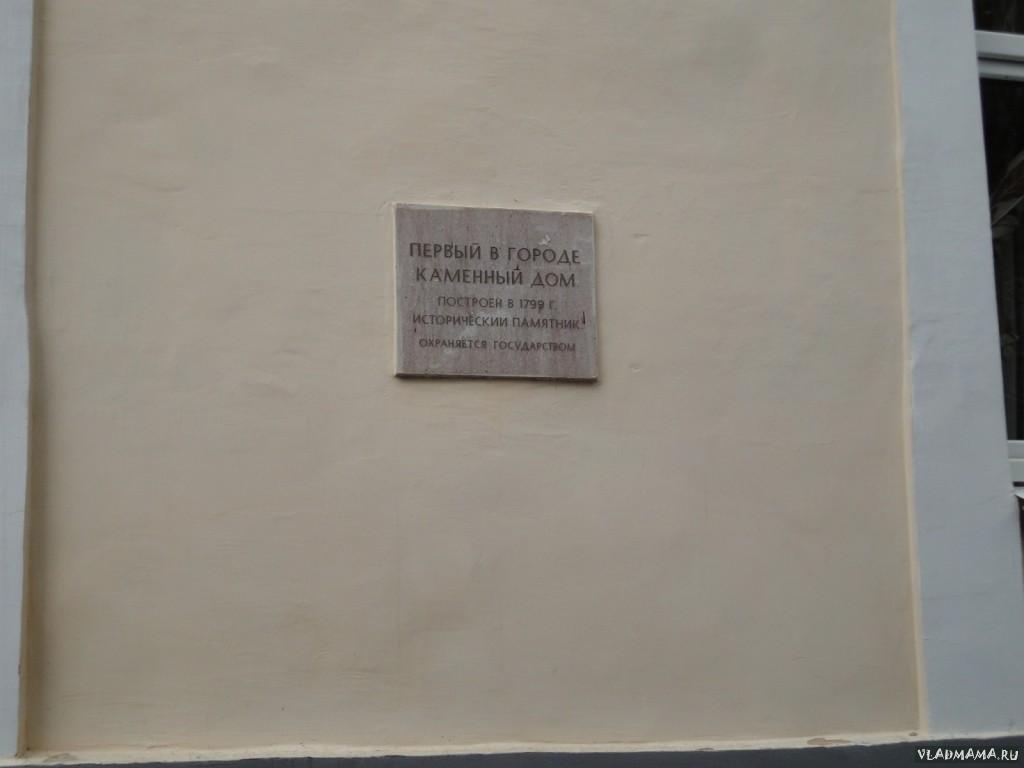 ПЕРВЫЙ В ГОРОДЕ
КАМЕННЫЙ ДОМ
ПОСТРОЕН В 1799 Г.
ИСТОРИЧЕСКИЙ ПАМЯТНИК
ОХРАНЯЕТСЯ ГОСУДАРСТВОМ
VLADMAMA.RU